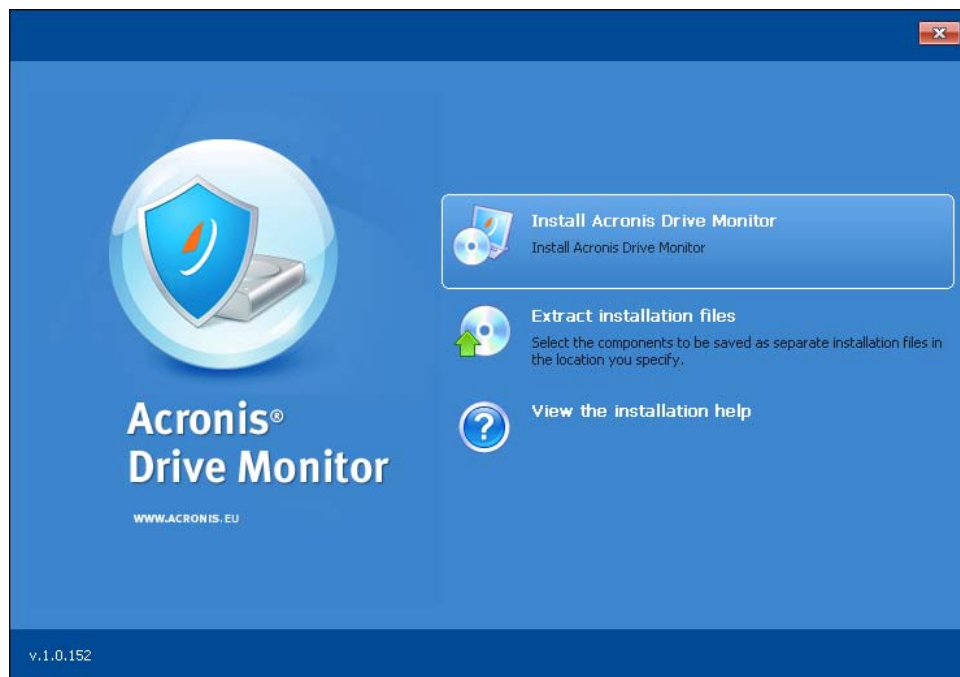 Acronis®
Drive Monitor
WWW.ACRONIS.EU
Install Acronis Drive Monitor
Install Acronis Drive Monitor
Extract installation files
Select the components to be saved as separate installation files in
the location you specify.
View the installation help
?
v.1.0.152